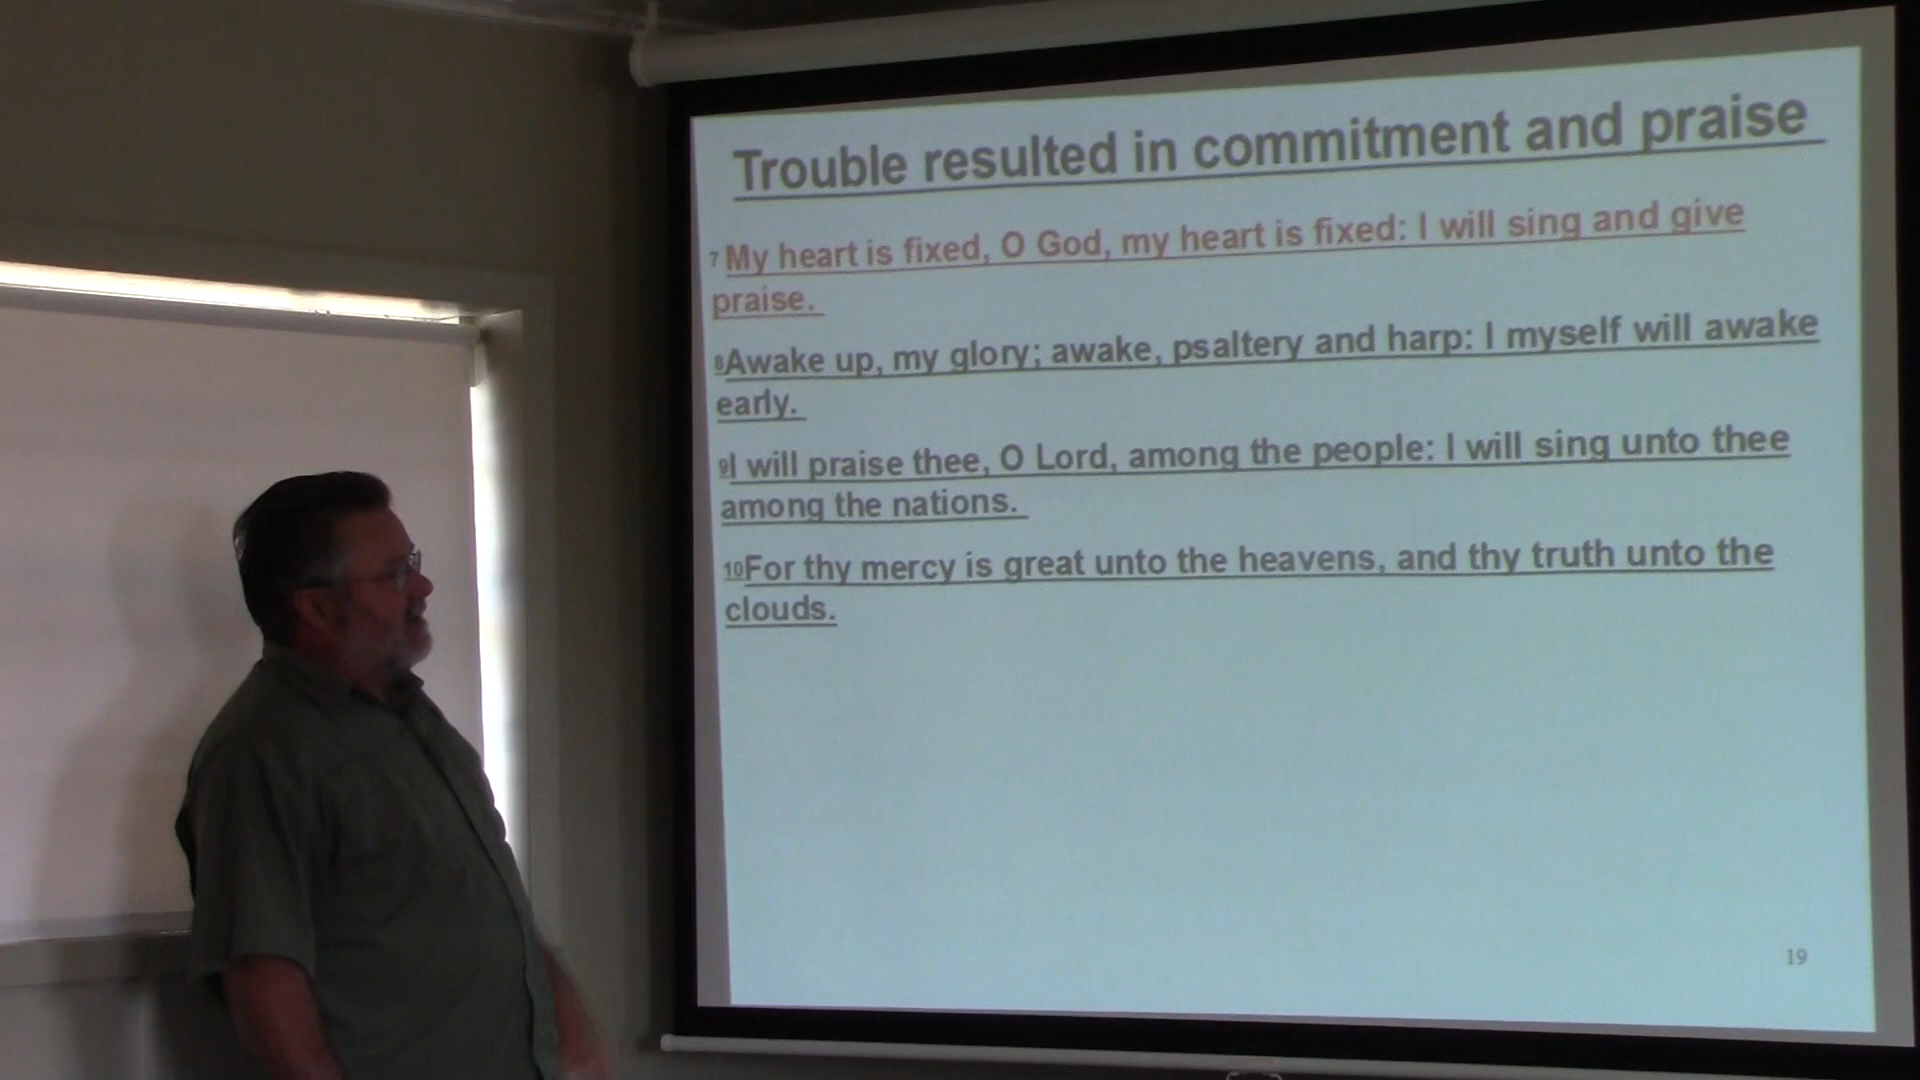 Trouble resulted in commitment and praise
7 My heart is fixed, O God, my heart is fixed: I will sing and give
praise.
8Awake up, my glory; awake, psaltery and harp: I myself will awake
early.
9I will praise thee, O Lord, among the people: I will sing unto thee
among the nations.
10For thy mercy is great unto the heavens, and thy truth unto the
clouds.
19